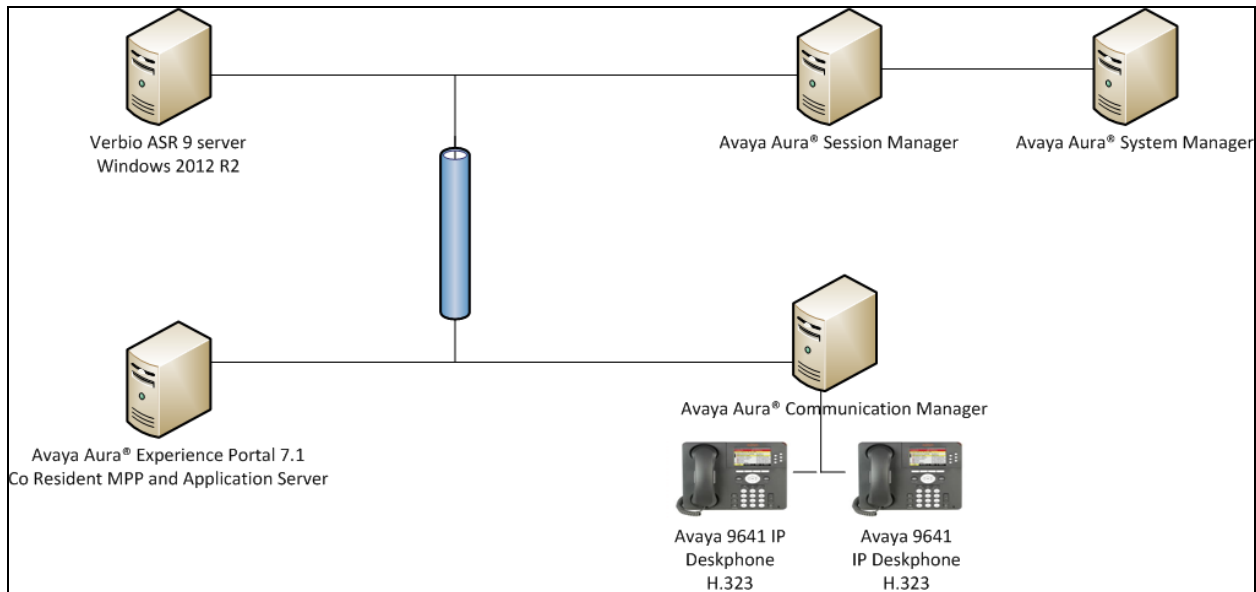 Verbio ASR 9 server
Windows 2012 R2
Avaya Aura® Session Manager
Avaya Aura® System Manager
Avaya Aura® Communication Manager
Avaya Aura® Experience Portal 7.1
Co Resident MPP and Application Server
Avaya 9641 IP
Deskphone
H.323
Avaya 9641
IP Deskphone
H.323